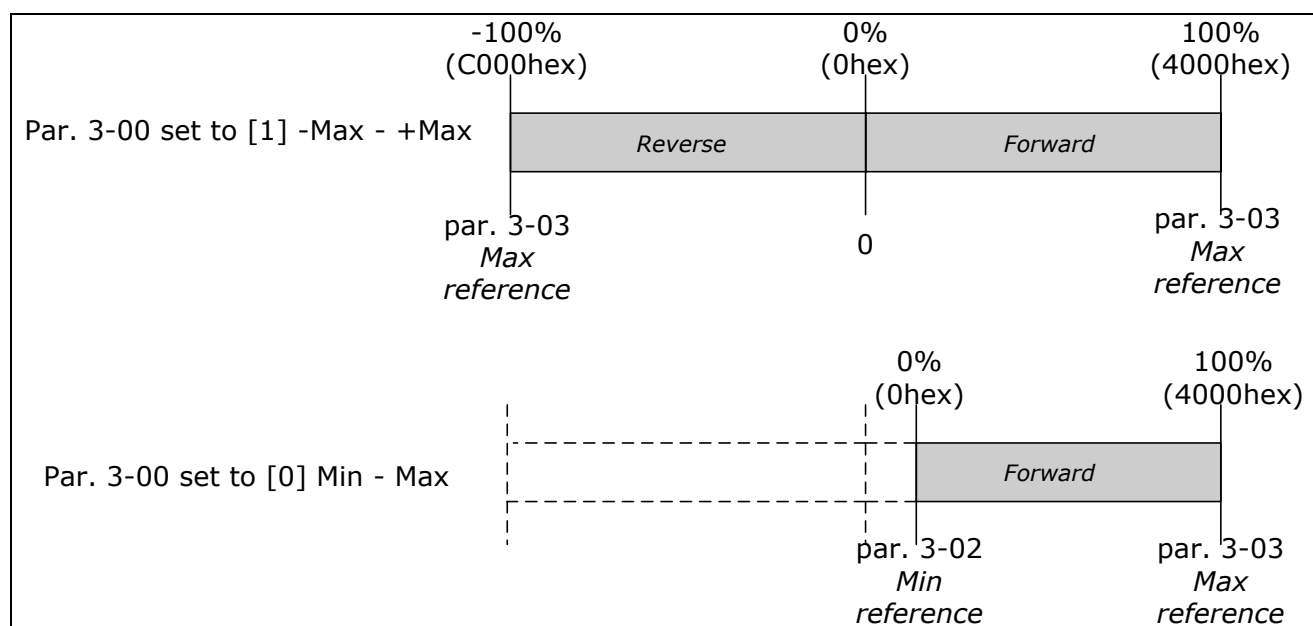 -100% 0% 100%
(C000hex) (0hex) (4000hex)
Par. 3-00 set to [1] -Max - +Max
Reverse Forward
par. 3-03 0 par. 3-03
Max Max
reference reference
0% 100%
(0hex) (4000hex)
Par. 3-00 set to [0] Min - Max
Forward
par. 3-02 par. 3-03
Min Max
reference reference